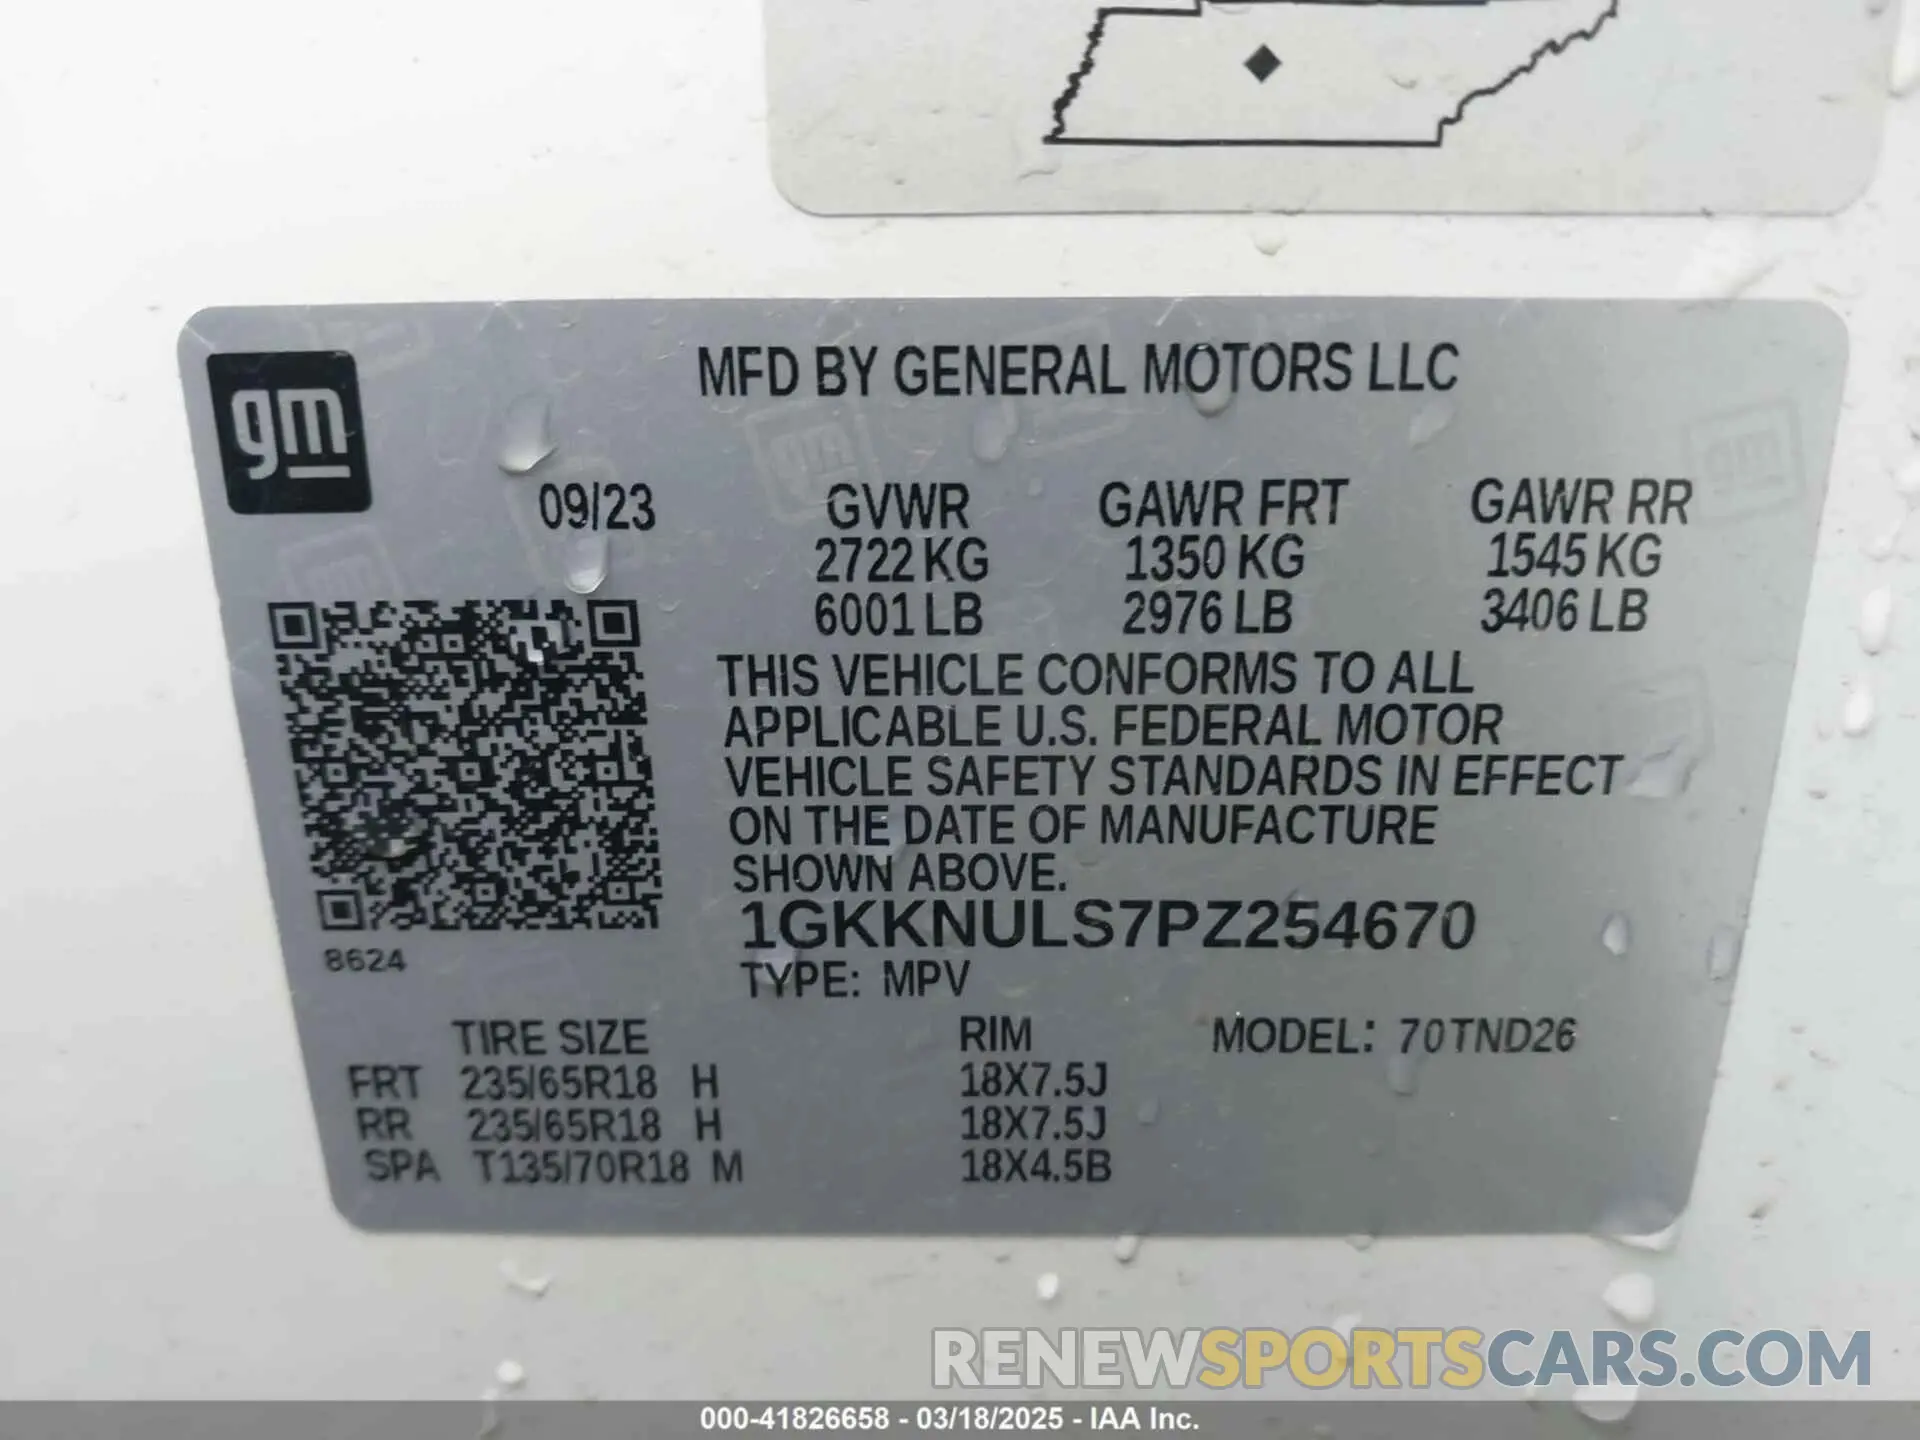 gm
MFD BY GENERAL MOTORS LLC
09/23 GVWR GAWR FRT GAWR RR
2722 KG 1350 KG 1545 KG
6001 LB 2976 LB 3406 LB
THIS VEHICLE CONFORMS TO ALL
APPLICABLE U.S. FEDERAL MOTOR
VEHICLE SAFETY STANDARDS IN EFFECT
ON THE DATE OF MANUFACTURE
SHOWN ABOVE.
1GKKNULS7PZ254670
8624
TYPE: MPV
TIRE SIZE RIM MODEL: 70TND26
FRT 235/65R18 H 18X7.5J
RR 235/65R18 H 18X7.5J
SPA T135/70R18 M 18X4.5B
RENEWSPORTSCARS.COM
000-41826658 - 03/18/2025 - IAA Inc.